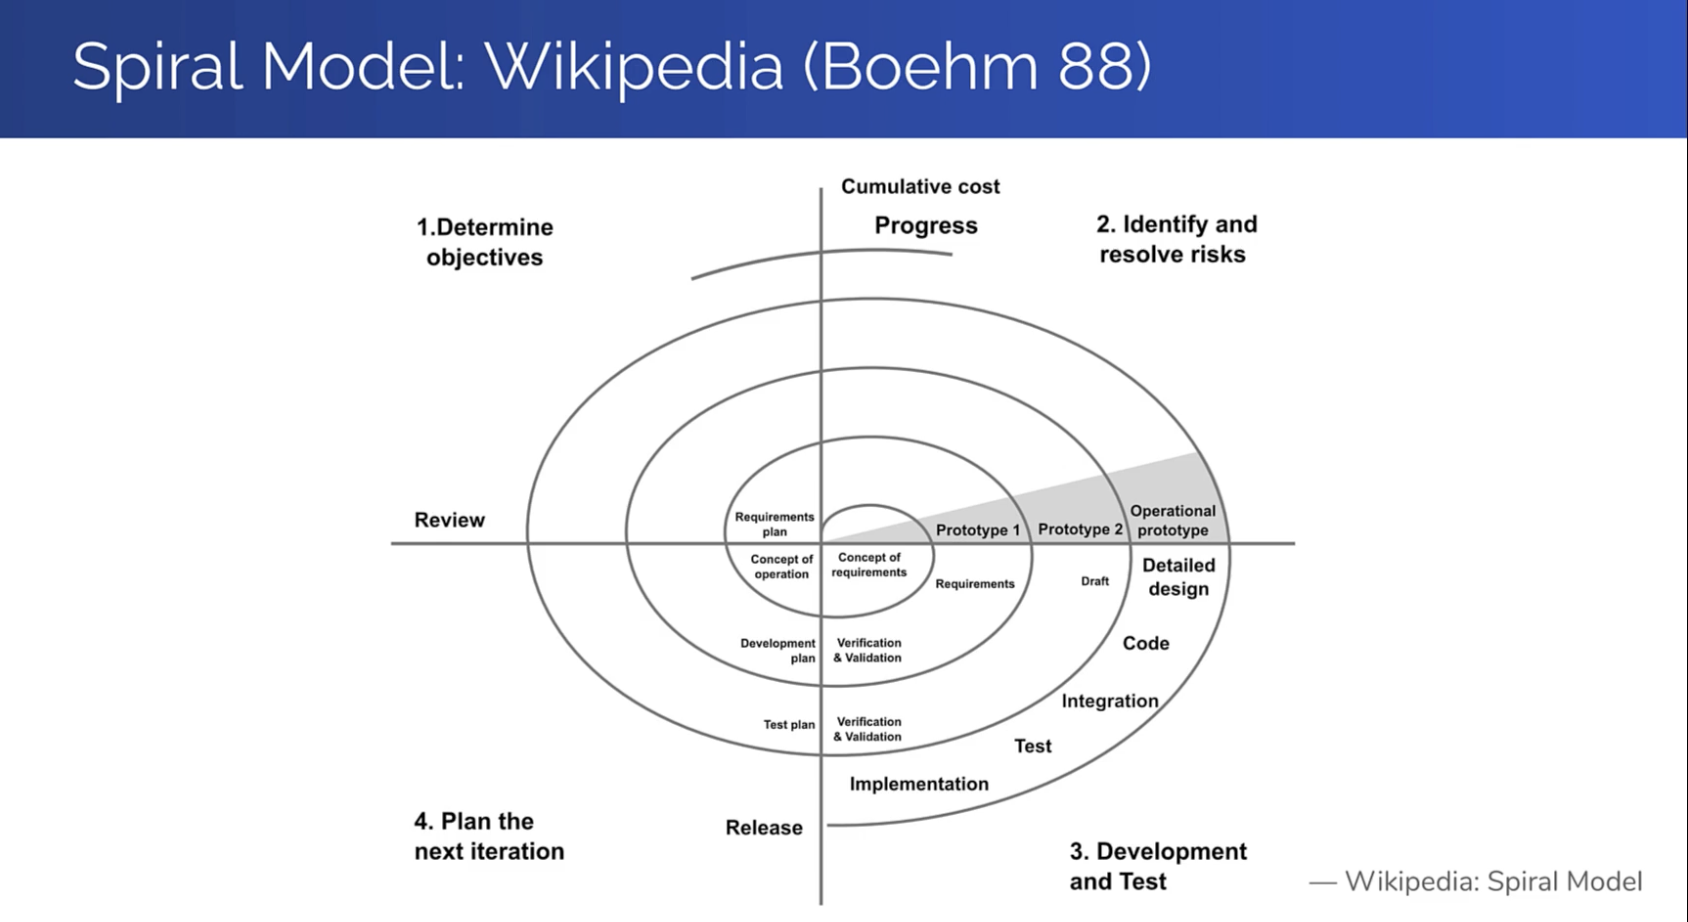 Spiral Model: Wikipedia (Boehm 88)
Cumulative cost
Progress
1.Determine
objectives
2. Identify and
resolve risks
Review
Requirements
plan
Prototype 1
Prototype 2
Operational
prototype
Concept of
operation
Concept of
requirements
Requirements
Draft
Detailed
design
Development
plan
Verification
& Validation
Code
Integration
Test plan
Verification
& Validation
Test
Implementation
Release
4. Plan the
next iteration
3. Development
and Test
— Wikipedia: Spiral Model